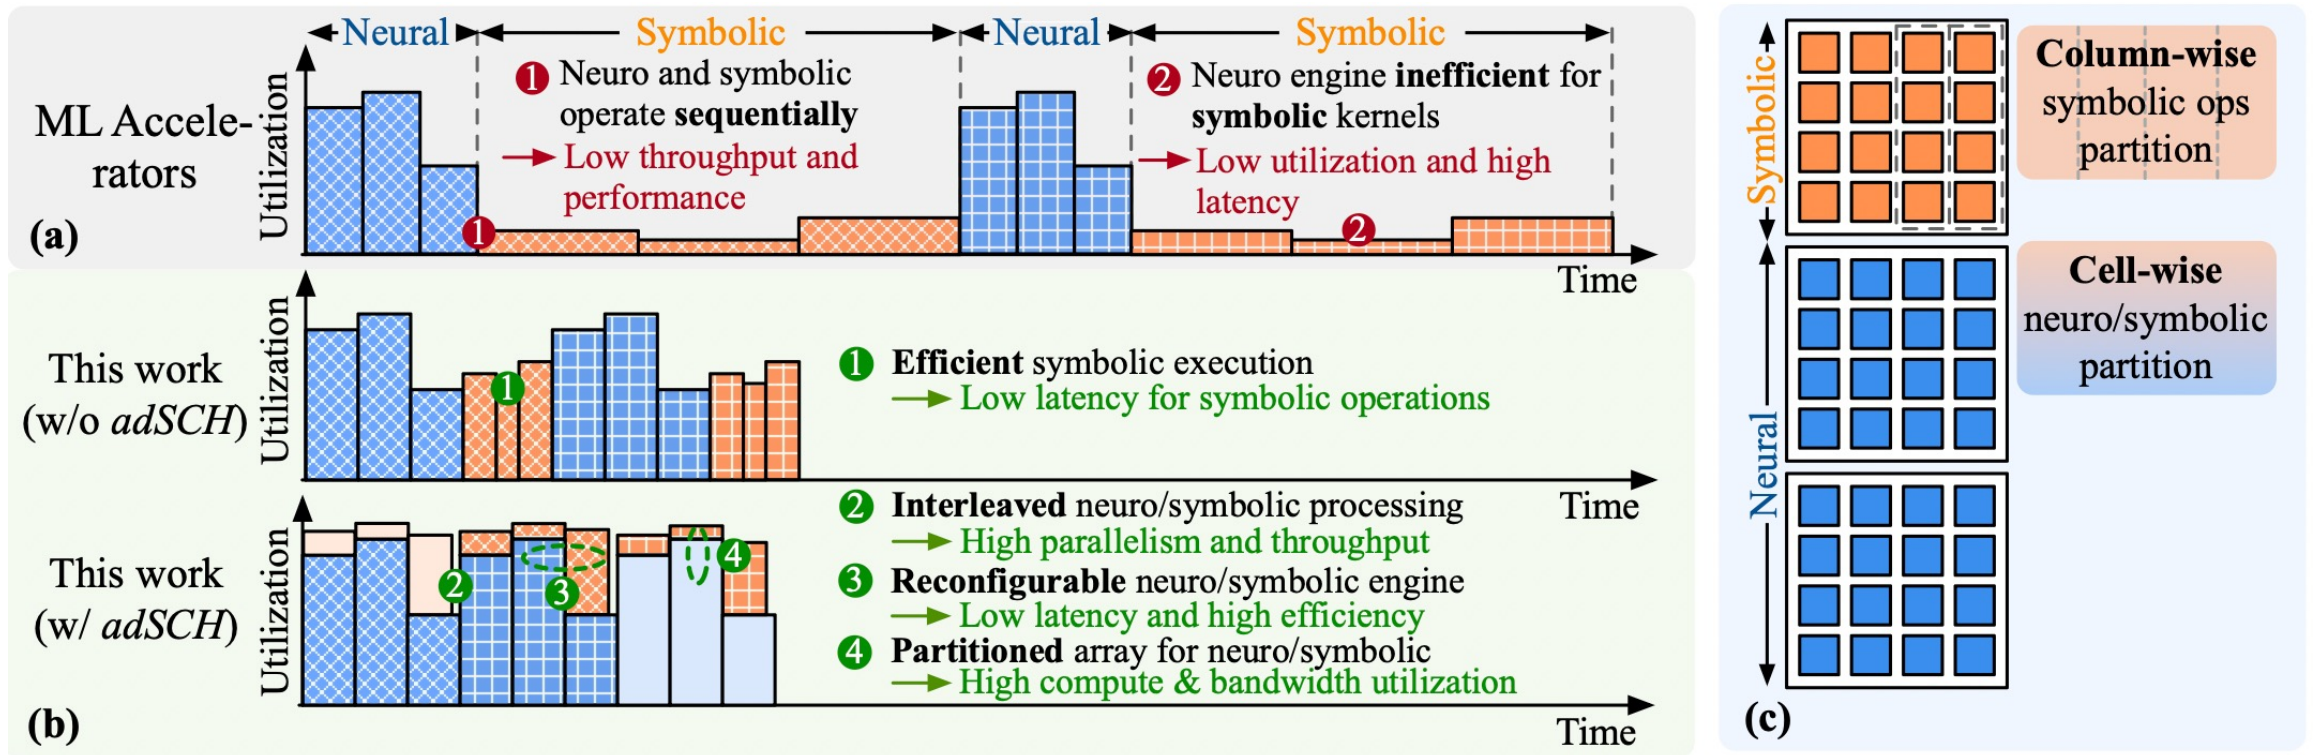 Neural
Symbolic
Neural
Symbolic
ML Accele-
rators
Utilization
1 Neuro and symbolic
operate sequentially
Low throughput and
performance
2 Neuro engine inefficient for
symbolic kernels
Low utilization and high
latency
1
2
Time
(a)
This work
(w/o adSCH)
Utilization
1
1 Efficient symbolic execution
Low latency for symbolic operations
Time
This work
(w/ adSCH)
Utilization
2
3
4
2 Interleaved neuro/symbolic processing
High parallelism and throughput
3 Reconfigurable neuro/symbolic engine
Low latency and high efficiency
4 Partitioned array for neuro/symbolic
High compute & bandwidth utilization
Time
(b)
Symbolic
Neural
Column-wise
symbolic ops
partition
Cell-wise
neuro/symbolic
partition
(c)